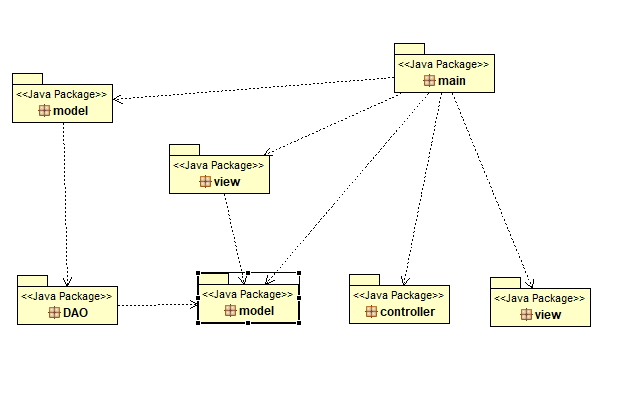 <<Java Package>>
main
<<Java Package>>
model
<<Java Package>>
view
<<Java Package>>
DAO
<<Java Package>>
model
<<Java Package>>
controller
<<Java Package>>
view